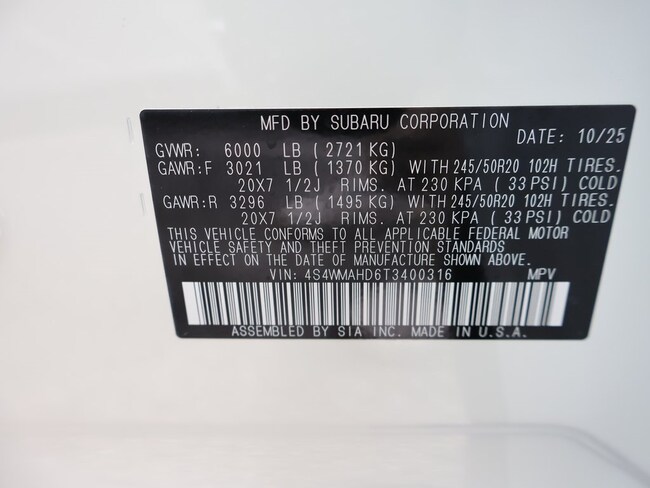 MFD BY SUBARU CORPORATION
DATE: 10/25
GVWR: 6000 LB ( 2721 KG)
GAWR:F 3021 LB ( 1370 KG) WITH 245/50R20 102H TIRES.
20X7 1/2J RIMS. AT 230 KPA ( 33 PSI) COLD
GAWR:R 3296 LB ( 1495 KG) WITH 245/50R20 102H TIRES.
20X7 1/2J RIMS. AT 230 KPA ( 33 PSI) COLD
THIS VEHICLE CONFORMS TO ALL APPLICABLE FEDERAL MOTOR
VEHICLE SAFETY AND THEFT PREVENTION STANDARDS
IN EFFECT ON THE DATE OF MANUFACTURE SHOWN ABOVE.
VIN: 4S4WMAHD6T3400316 MPV
ASSEMBLED BY SIA INC. MADE IN U.S.A.